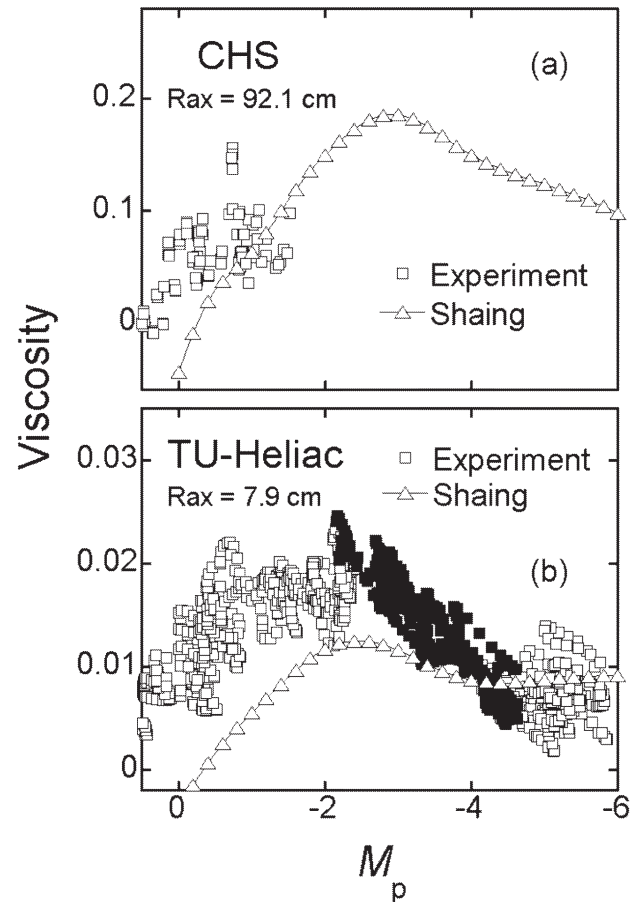 CHS
(a)
Rax = 92.1 cm
0.2
0.1
0
Experiment
Shaing
Viscosity
TU-Heliac
Rax = 7.9 cm
Experiment
Shaing
(b)
0.03
0.02
0.01
0
0 -2 -4 -6
Mp